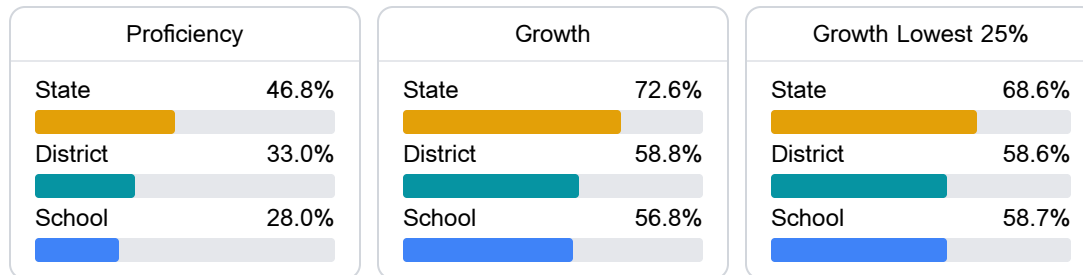 Proficiency
State 46.8%
District 33.0%
School 28.0%
Growth
State 72.6%
District 58.8%
School 56.8%
Growth Lowest 25%
State 68.6%
District 58.6%
School 58.7%